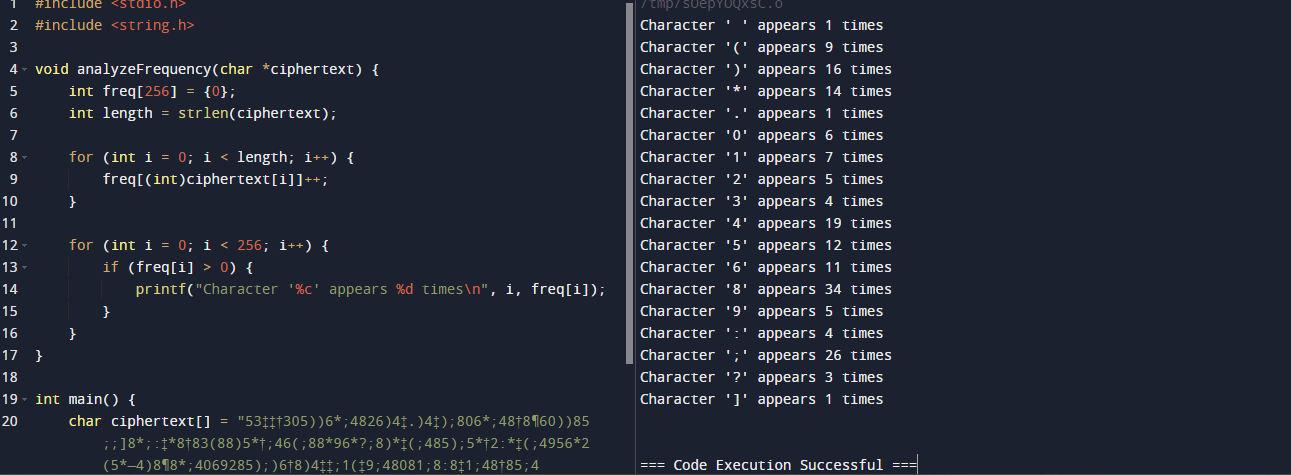 1 #include <stdio.h>
2 #include <string.h>
3
4 void analyzeFrequency(char *ciphertext) {
5 int freq[256] = {0};
6 int length = strlen(ciphertext);
7
8 for (int i = 0; i < length; i++) {
9 freq[(int)ciphertext[i]]++;
10 }
11
12 for (int i = 0; i < 256; i++) {
13 if (freq[i] > 0) {
14 printf("Character '%c' appears %d times\n", i, freq[i]);
15 }
16 }
17 }
18
19 int main() {
20 char ciphertext[] = "53‡‡†305))6*;4826)4‡.)4‡);806*;48†8¶60))85
;;]8*;:‡*8†83(88)5*†;46(;88*96*?;8)*‡(;485);5*†2:*‡(;4956*2
(5*—4)8¶8*;4069285);)6†8)4‡‡;1(‡9;48081;8:8‡1;48†85;4
/tmp/sUepYUQxsC.o
Character ' ' appears 1 times
Character '(' appears 9 times
Character ')' appears 16 times
Character '*' appears 14 times
Character '.' appears 1 times
Character '0' appears 6 times
Character '1' appears 7 times
Character '2' appears 5 times
Character '3' appears 4 times
Character '4' appears 19 times
Character '5' appears 12 times
Character '6' appears 11 times
Character '8' appears 34 times
Character '9' appears 5 times
Character ':' appears 4 times
Character ';' appears 26 times
Character '?' appears 3 times
Character ']' appears 1 times
=== Code Execution Successful ===